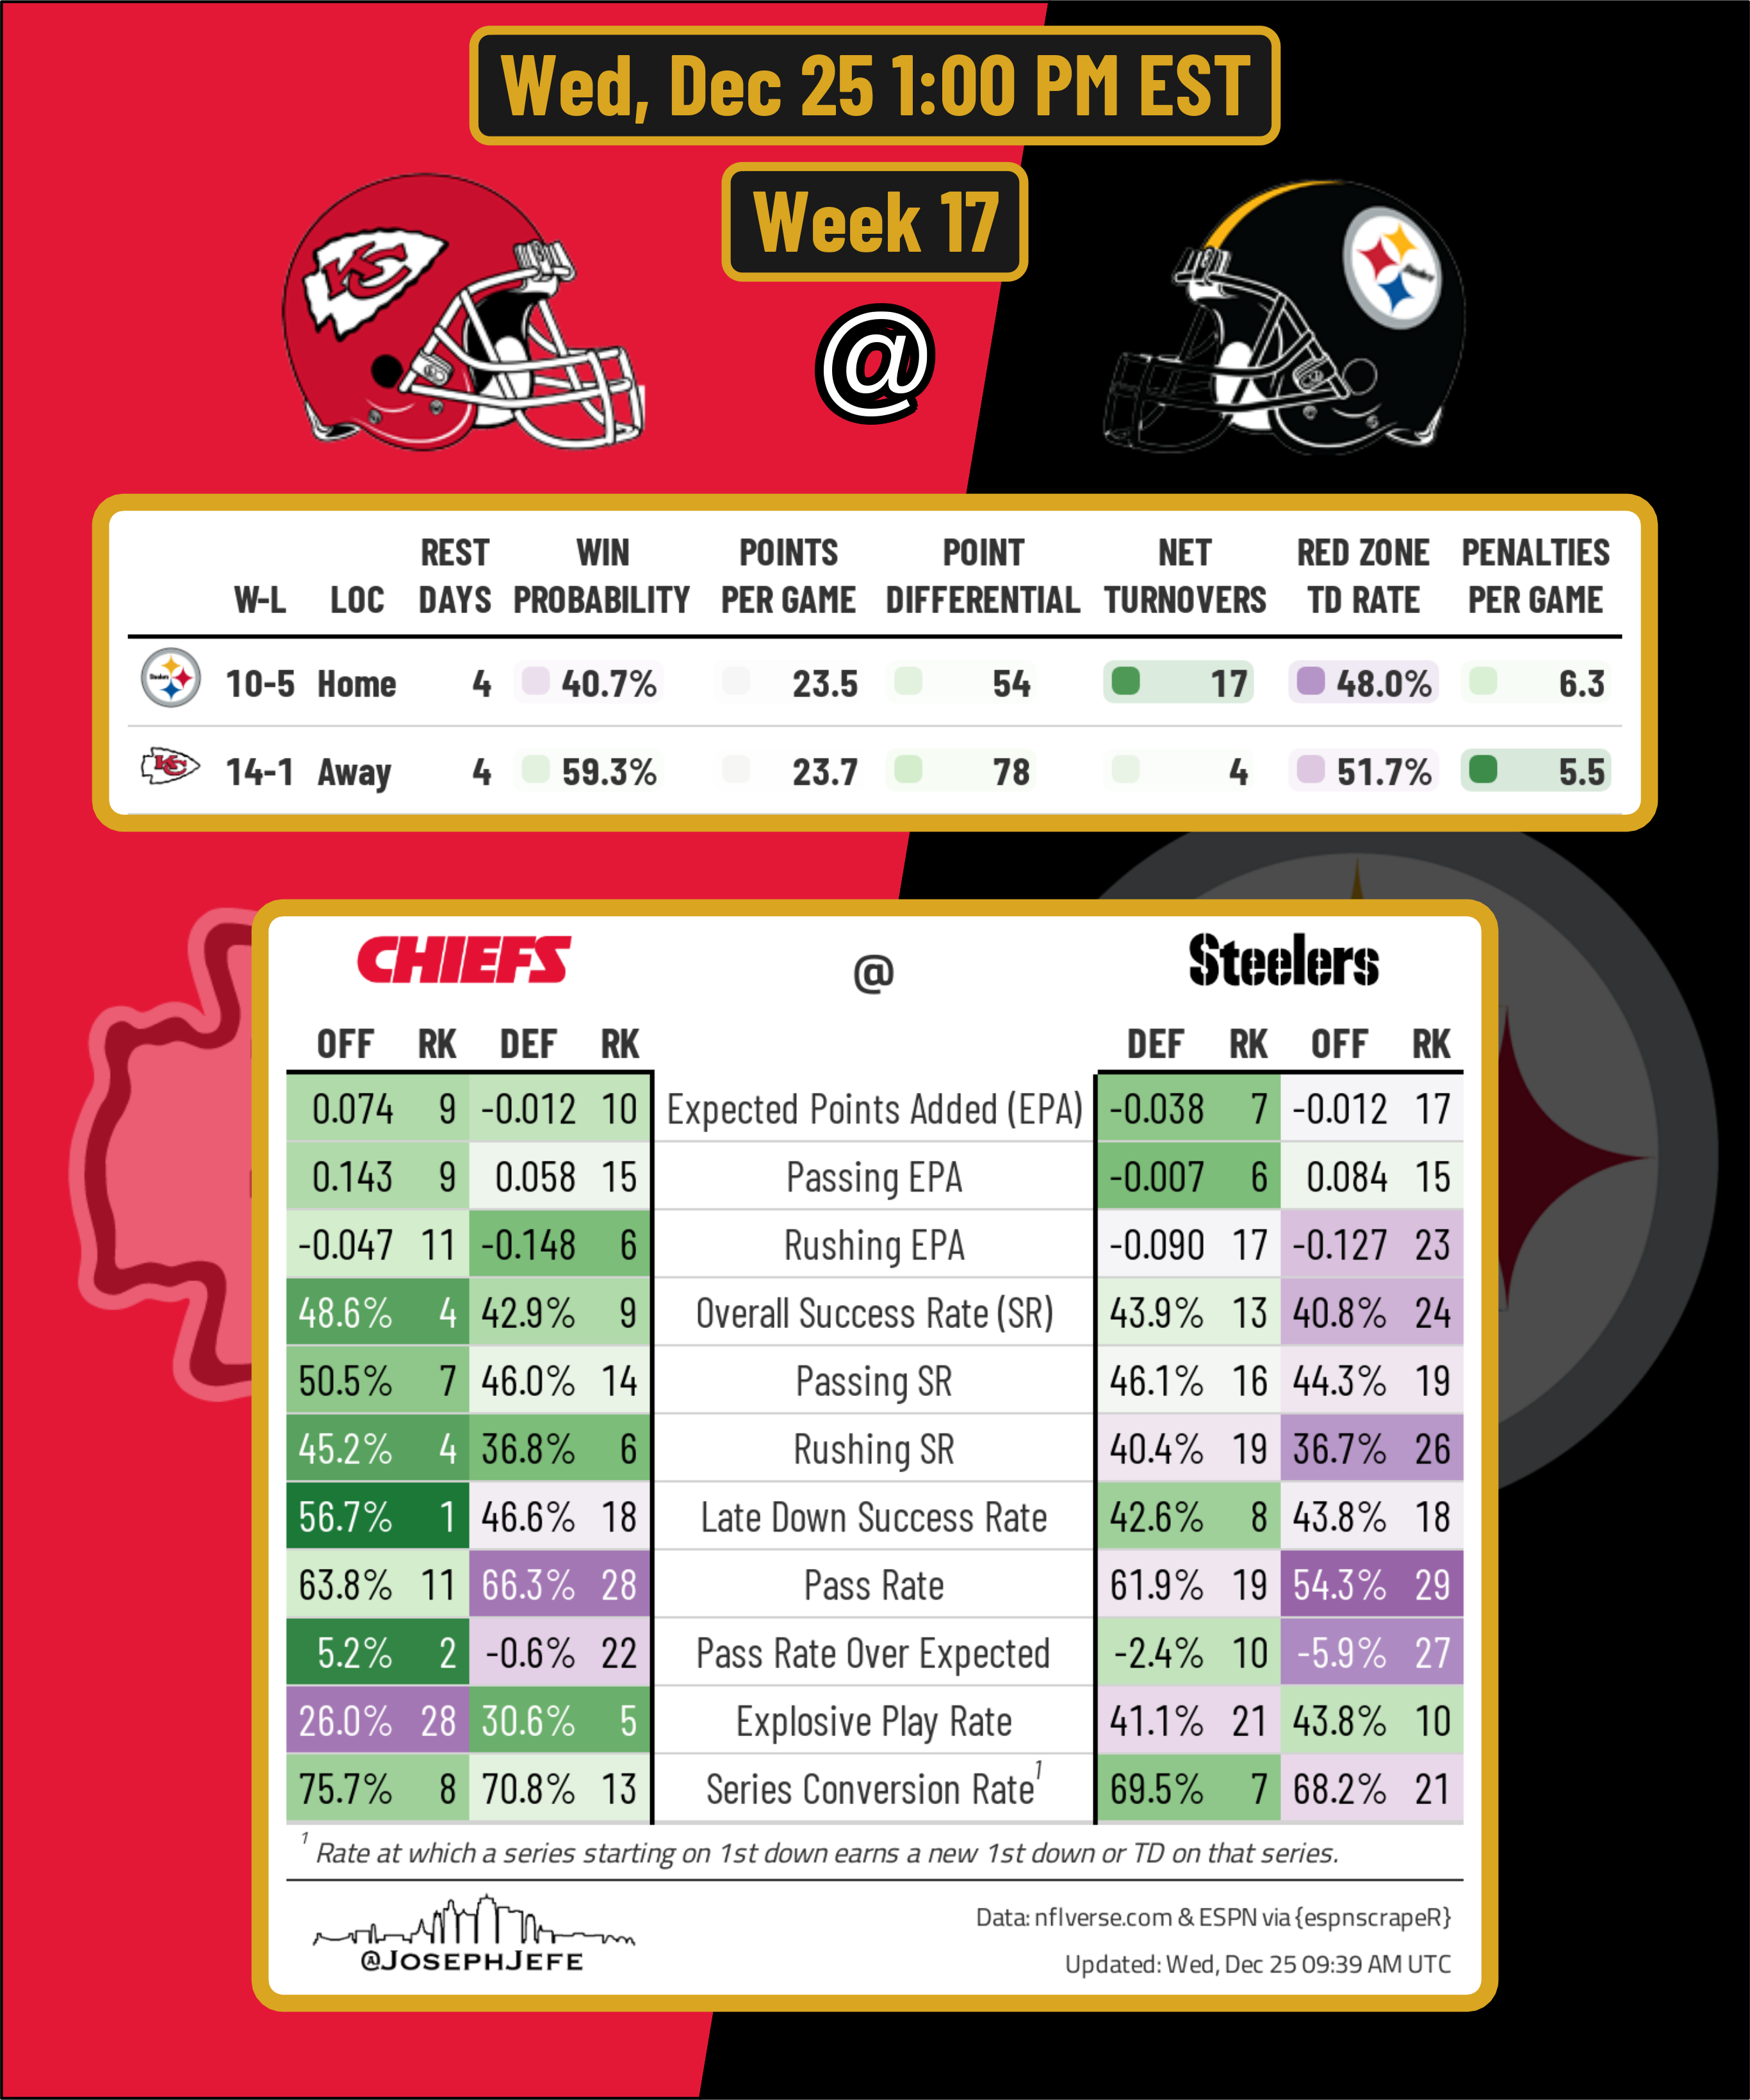 Wed, Dec 25 1:00 PM EST
Week 17
KC
Steelers
@
REST WIN POINTS POINT NET RED ZONE PENALTIES
W-L LOC DAYS PROBABILITY PER GAME DIFFERENTIAL TURNOVERS TD RATE PER GAME
Steelers 10-5 Home 4 40.7% 23.5 54 17 48.0% 6.3
KC 14-1 Away 4 59.3% 23.7 78 4 51.7% 5.5
CHIEFS @ Steelers
OFF RK DEF RK DEF RK OFF RK
0.074 9 -0.012 10 Expected Points Added (EPA) -0.038 7 -0.012 17
0.143 9 0.058 15 Passing EPA -0.007 6 0.084 15
-0.047 11 -0.148 6 Rushing EPA -0.090 17 -0.127 23
48.6% 4 42.9% 9 Overall Success Rate (SR) 43.9% 13 40.8% 24
50.5% 7 46.0% 14 Passing SR 46.1% 16 44.3% 19
45.2% 4 36.8% 6 Rushing SR 40.4% 19 36.7% 26
56.7% 1 46.6% 18 Late Down Success Rate 42.6% 8 43.8% 18
63.8% 11 66.3% 28 Pass Rate 61.9% 19 54.3% 29
5.2% 2 -0.6% 22 Pass Rate Over Expected -2.4% 10 -5.9% 27
26.0% 28 30.6% 5 Explosive Play Rate 41.1% 21 43.8% 10
75.7% 8 70.8% 13 Series Conversion Rate¹ 69.5% 7 68.2% 21
¹ Rate at which a series starting on 1st down earns a new 1st down or TD on that series.
@JOSEPHJEFE
Data: nflverse.com & ESPN via {espnscrapeR}
Updated: Wed, Dec 25 09:39 AM UTC